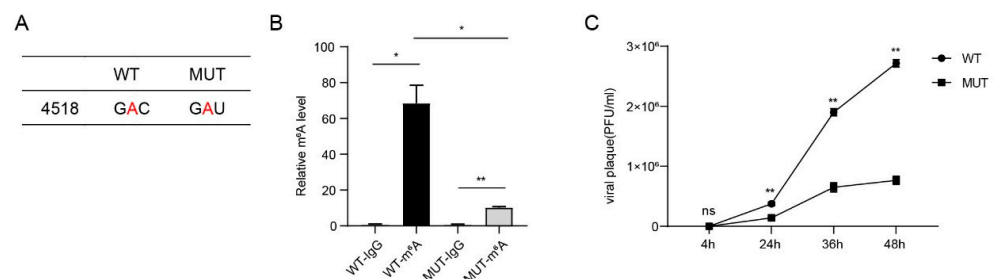 A
WT MUT
4518 GAC GAU
B
Relative m⁶A level
100
80
60
40
20
0
*
*
**
WT-IgG
WT-m⁶A
MUT-IgG
MUT-m⁶A
C
viral plaque(PFU/ml)
3×10⁶
2×10⁶
1×10⁶
0
ns
**
**
**
4h 24h 36h 48h
WT
MUT